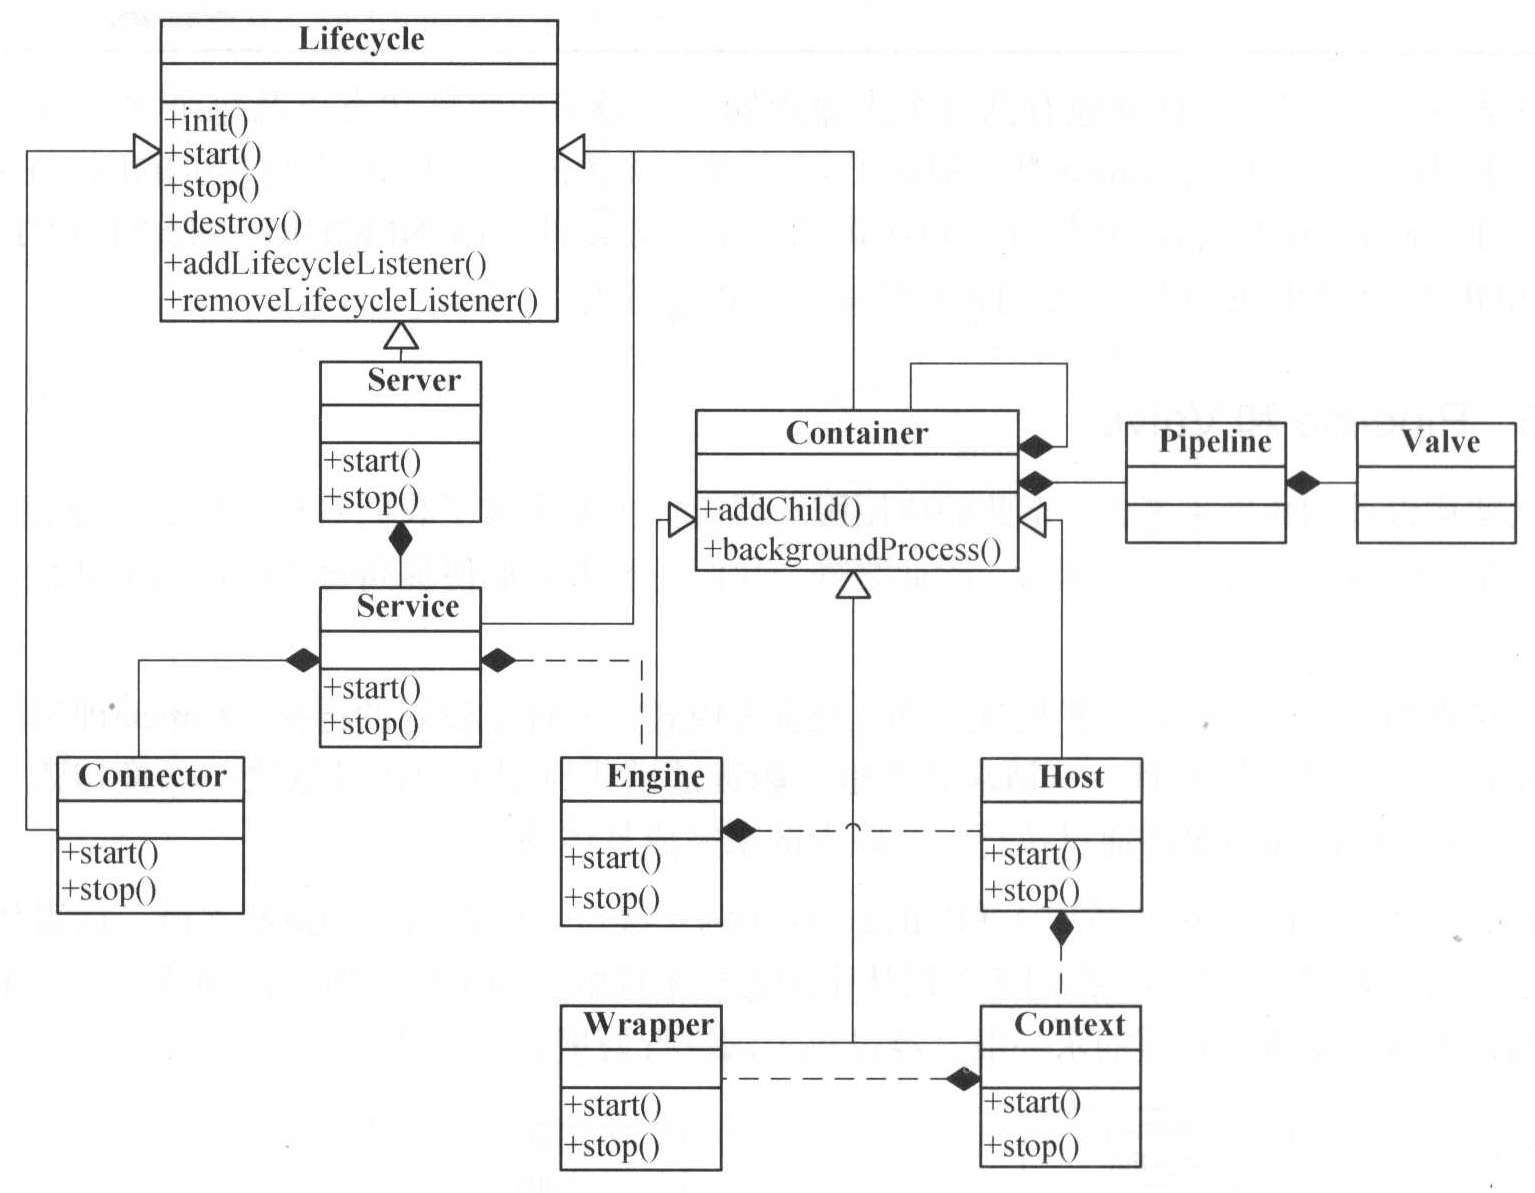 Lifecycle
+init()
+start()
+stop()
+destroy()
+addLifecycleListener()
+removeLifecycleListener()
Server
+start()
+stop()
Container
+addChild()
+backgroundProcess()
Pipeline
Valve
Service
+start()
+stop()
Connector
+start()
+stop()
Engine
+start()
+stop()
Host
+start()
+stop()
Wrapper
+start()
+stop()
Context
+start()
+stop()